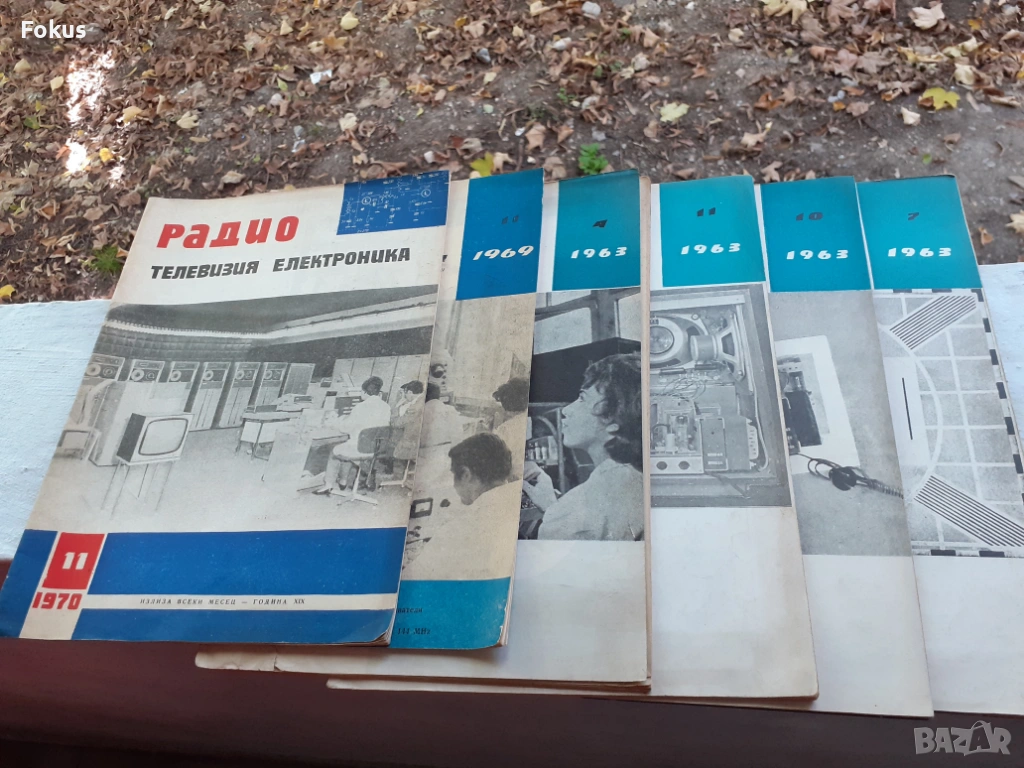 Fokus
Радио
ТЕЛЕВИЗИЯ ЕЛЕКТРОНИКА
11
1970
ИЗЛИЗА ВСЕКИ МЕСЕЦ — ГОДИНА XIX
1969
4
1963
11
1963
10
1963
7
1963
BAZAR